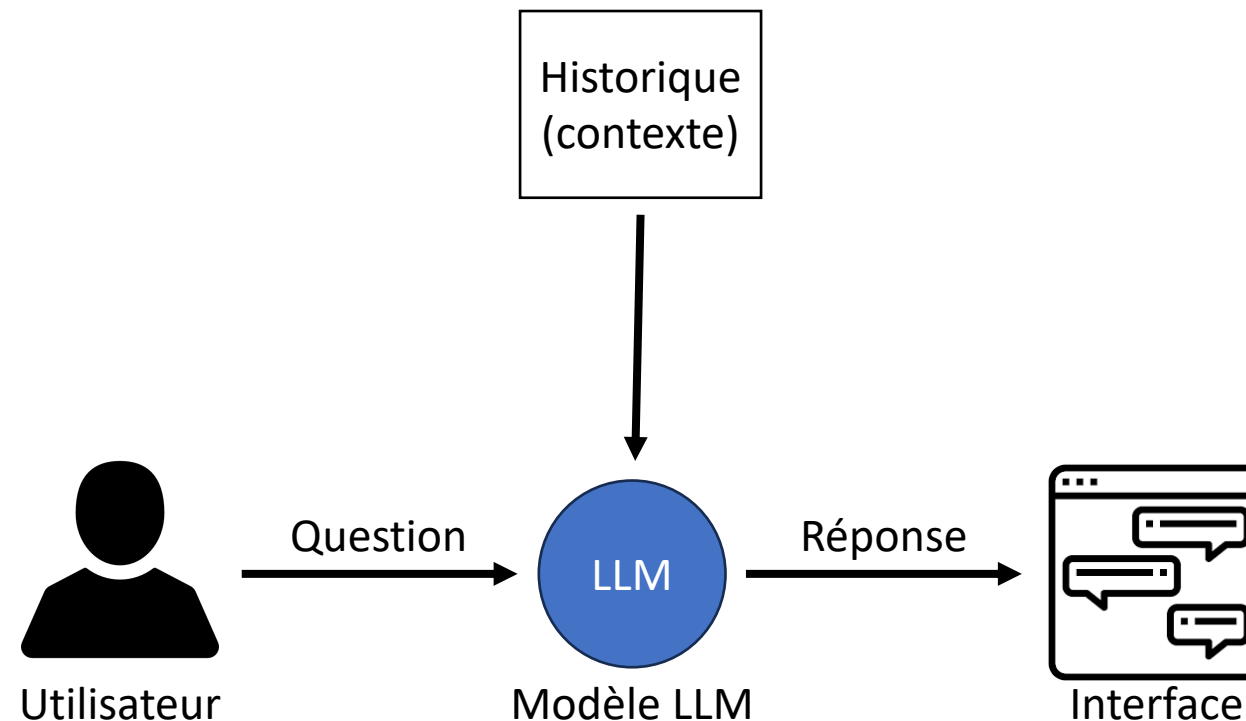 Historique
(contexte)
Question
LLM
Réponse
Utilisateur
Modèle LLM
Interface